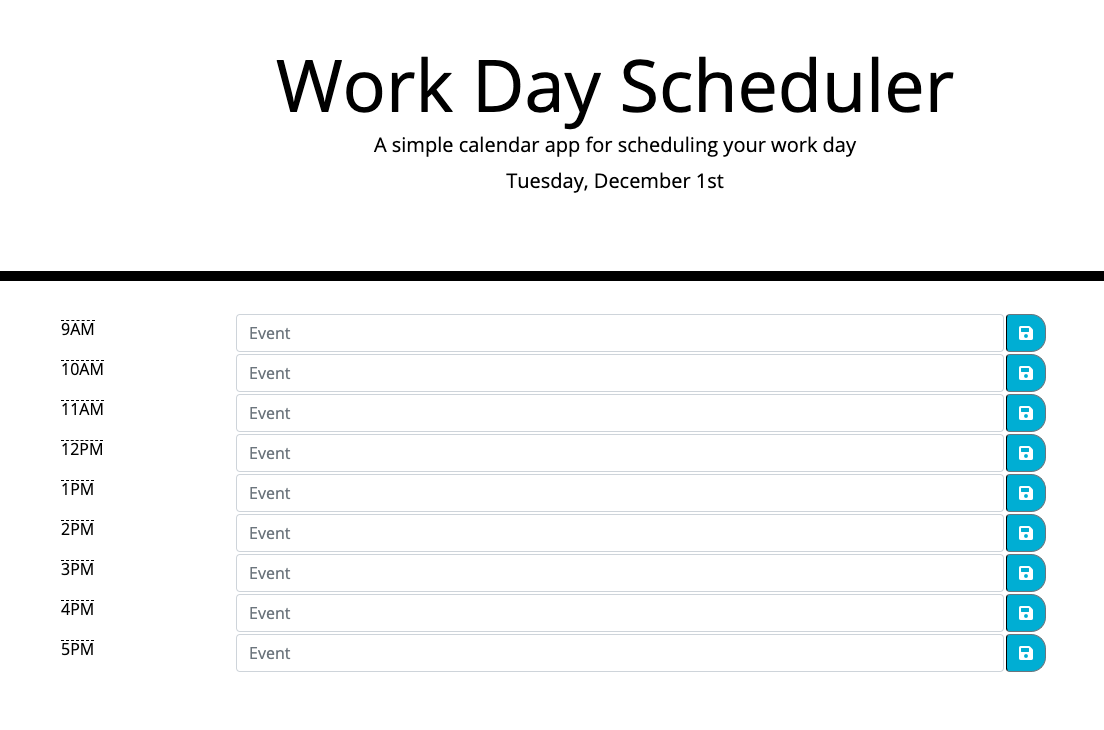 Work Day Scheduler
A simple calendar app for scheduling your work day
Tuesday, December 1st
9AM Event
10AM Event
11AM Event
12PM Event
1PM Event
2PM Event
3PM Event
4PM Event
5PM Event